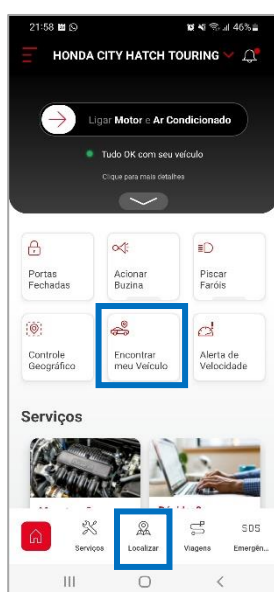 21:58 46%
HONDA CITY HATCH TOURING
Ligar Motor e Ar Condicionado
Tudo OK com seu veículo
Clique para mais detalhes
Portas Fechadas
Acionar Buzina
Piscar Faróis
Controle Geográfico
Encontrar meu Veículo
Alerta de Velocidade
Serviços
Serviços
Localizar
Viagens
SOS
Emergên...